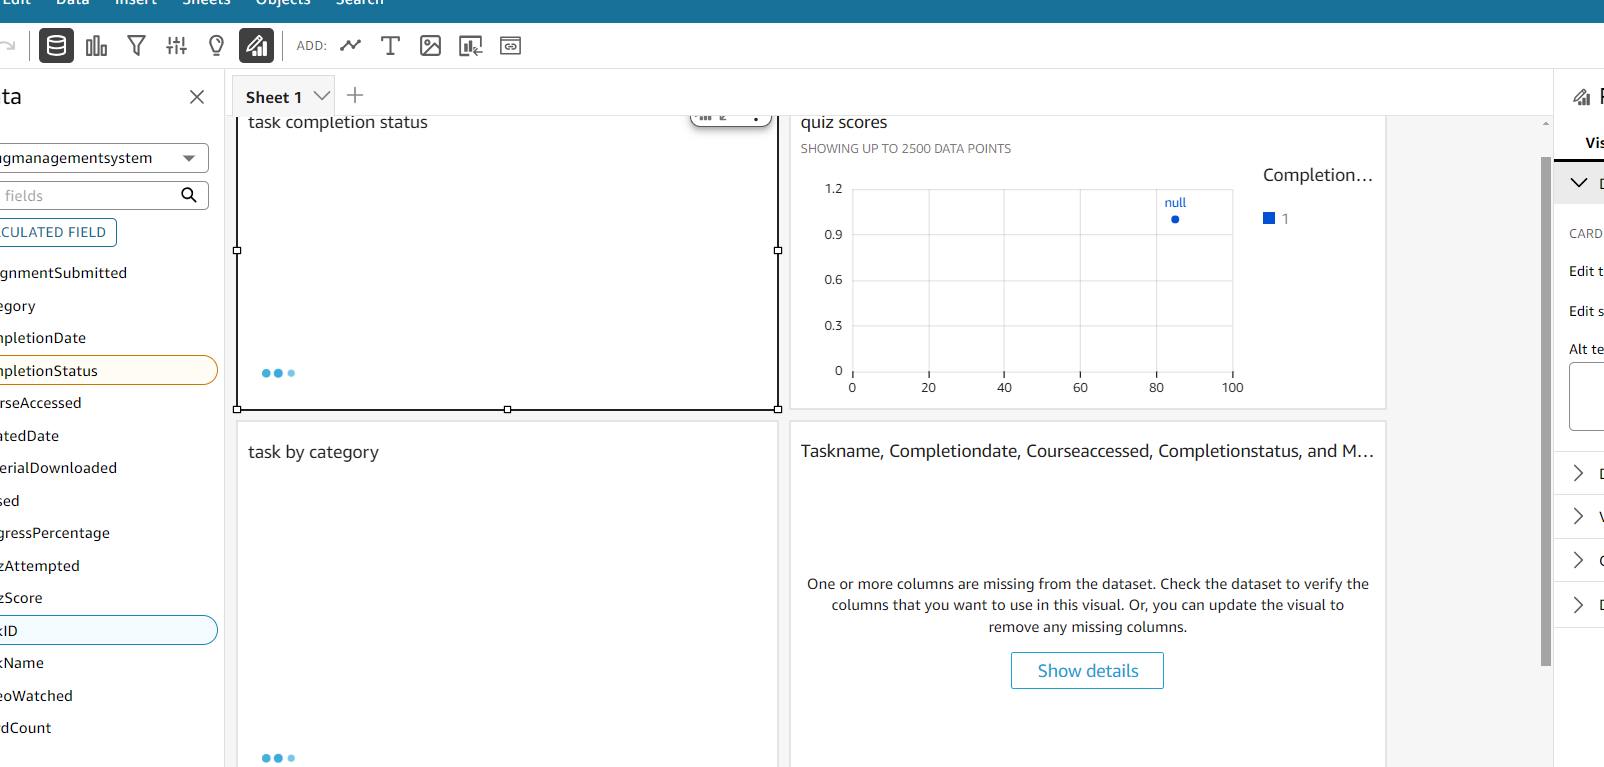 Edit Data Insert Sheets Objects Search
ADD:
ta
Sheet 1
gmanagementsystem
fields
CULATED FIELD
gnmentSubmitted
egory
pletionDate
pletionStatus
rseAccessed
atedDate
erialDownloaded
sed
gressPercentage
zAttempted
zScore
ID
Name
eoWatched
dCount
task completion status
quiz scores
SHOWING UP TO 2500 DATA POINTS
Completion...
1
null
1.2
0.9
0.6
0.3
0
0 20 40 60 80 100
task by category
Taskname, Completiondate, Courseaccessed, Completionstatus, and M...
One or more columns are missing from the dataset. Check the dataset to verify the
columns that you want to use in this visual. Or, you can update the visual to
remove any missing columns.
Show details
Vis
CARD
Edit t
Edit s
Alt te